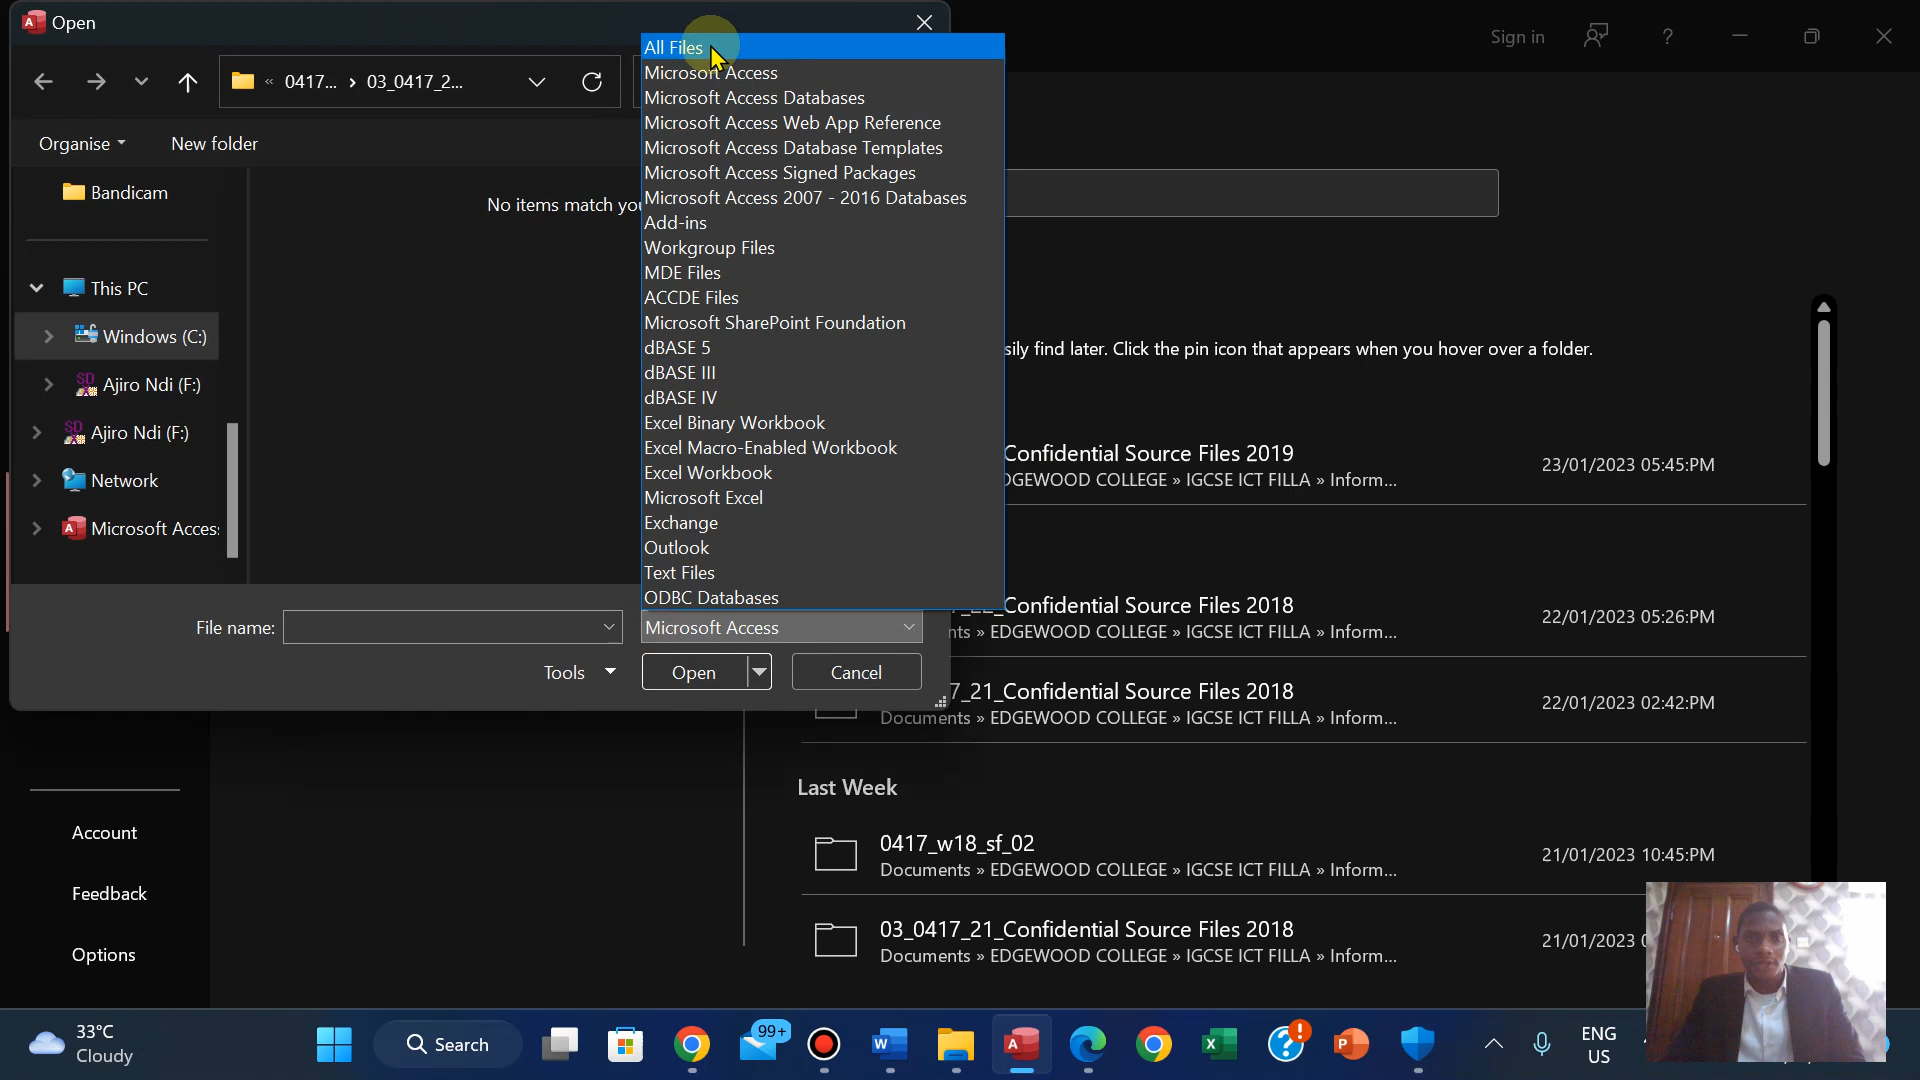 Open
Sign in
?
« 0417... > 03_0417_2...
Organise
New folder
Bandicam
This PC
Windows (C:)
Ajiro Ndi (F:)
Ajiro Ndi (F:)
Network
Microsoft Acces
No items match you
All Files
Microsoft Access
Microsoft Access Databases
Microsoft Access Web App Reference
Microsoft Access Database Templates
Microsoft Access Signed Packages
Microsoft Access 2007 - 2016 Databases
Add-ins
Workgroup Files
MDE Files
ACCDE Files
Microsoft SharePoint Foundation
dBASE 5
dBASE III
dBASE IV
Excel Binary Workbook
Excel Macro-Enabled Workbook
Excel Workbook
Microsoft Excel
Exchange
Outlook
Text Files
ODBC Databases
File name:
Microsoft Access
Tools
Open
Cancel
sily find later. Click the pin icon that appears when you hover over a folder.
Confidential Source Files 2019
DGEWOOD COLLEGE » IGCSE ICT FILLA » Inform...
23/01/2023 05:45:PM
Confidential Source Files 2018
nts » EDGEWOOD COLLEGE » IGCSE ICT FILLA » Inform...
22/01/2023 05:26:PM
7_21_Confidential Source Files 2018
Documents » EDGEWOOD COLLEGE » IGCSE ICT FILLA » Inform...
22/01/2023 02:42:PM
Last Week
0417_w18_sf_02
Documents » EDGEWOOD COLLEGE » IGCSE ICT FILLA » Inform...
21/01/2023 10:45:PM
03_0417_21_Confidential Source Files 2018
Documents » EDGEWOOD COLLEGE » IGCSE ICT FILLA » Inform...
21/01/2023
Account
Feedback
Options
33°C
Cloudy
Search
99+
ENG
US